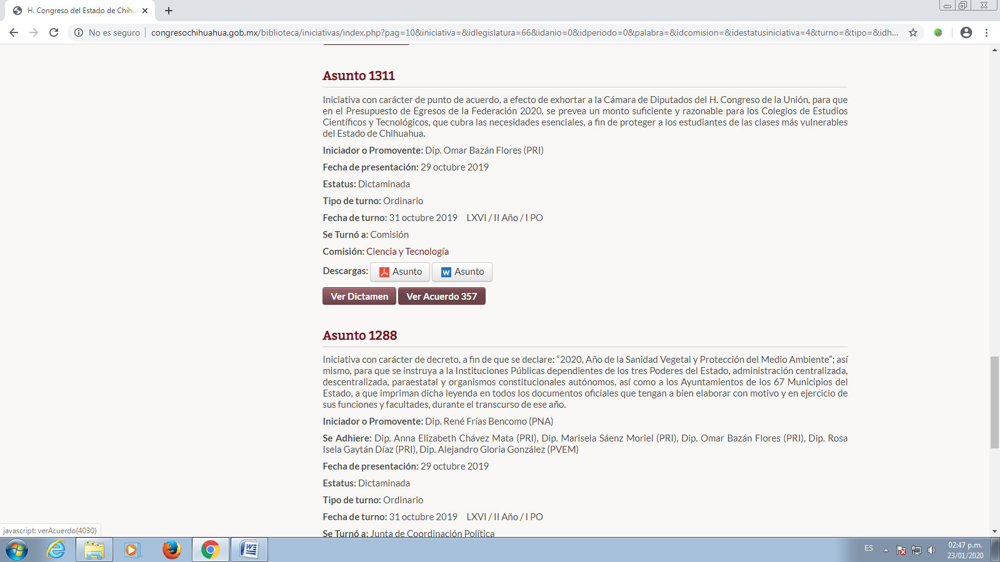 H. Congreso del Estado de Chihu
No es seguro
congresochihuahua.gob.mx/biblioteca/iniciativas/index.php?pag=10&iniciativa=&idlegislatura=66&idanio=0&idperiodo=0&palabra=&idcomision=&idestatusiniciativa=4&turno=&tipo=&idh...
Asunto 1311
Iniciativa con carácter de punto de acuerdo, a efecto de exhortar a la Cámara de Diputados del H. Congreso de la Unión, para que
en el Presupuesto de Egresos de la Federación 2020, se prevea un monto suficiente y razonable para los Colegios de Estudios
Científicos y Tecnológicos, que cubra las necesidades esenciales, a fin de proteger a los estudiantes de las clases más vulnerables
del Estado de Chihuahua.
Iniciador o Promovente: Dip. Omar Bazán Flores (PRI)
Fecha de presentación: 29 octubre 2019
Estatus: Dictaminada
Tipo de turno: Ordinario
Fecha de turno: 31 octubre 2019 LXVI / II Año / I PO
Se Turnó a: Comisión
Comisión: Ciencia y Tecnología
Descargas: Asunto Asunto
Ver Dictamen Ver Acuerdo 357
Asunto 1288
Iniciativa con carácter de decreto, a fin de que se declare: “2020, Año de la Sanidad Vegetal y Protección del Medio Ambiente”; así
mismo, para que se instruya a la Instituciones Públicas dependientes de los tres Poderes del Estado, administración centralizada,
descentralizada, paraestatal y organismos constitucionales autónomos, así como a los Ayuntamientos de los 67 Municipios del
Estado, a que impriman dicha leyenda en todos los documentos oficiales que tengan a bien elaborar con motivo y en ejercicio de
sus funciones y facultades, durante el transcurso de ese año.
Iniciador o Promovente: Dip. René Frías Bencomo (PNA)
Se Adhiere: Dip. Anna Elizabeth Chávez Mata (PRI), Dip. Marisela Sáenz Moriel (PRI), Dip. Omar Bazán Flores (PRI), Dip. Rosa
Isela Gaytán Díaz (PRI), Dip. Alejandro Gloria González (PVEM)
Fecha de presentación: 29 octubre 2019
Estatus: Dictaminada
Tipo de turno: Ordinario
Fecha de turno: 31 octubre 2019 LXVI / II Año / I PO
Se Turnó a: Junta de Coordinación Política
javascript: verAcuerdo(4030)
ES
02:47 p.m.
23/01/2020